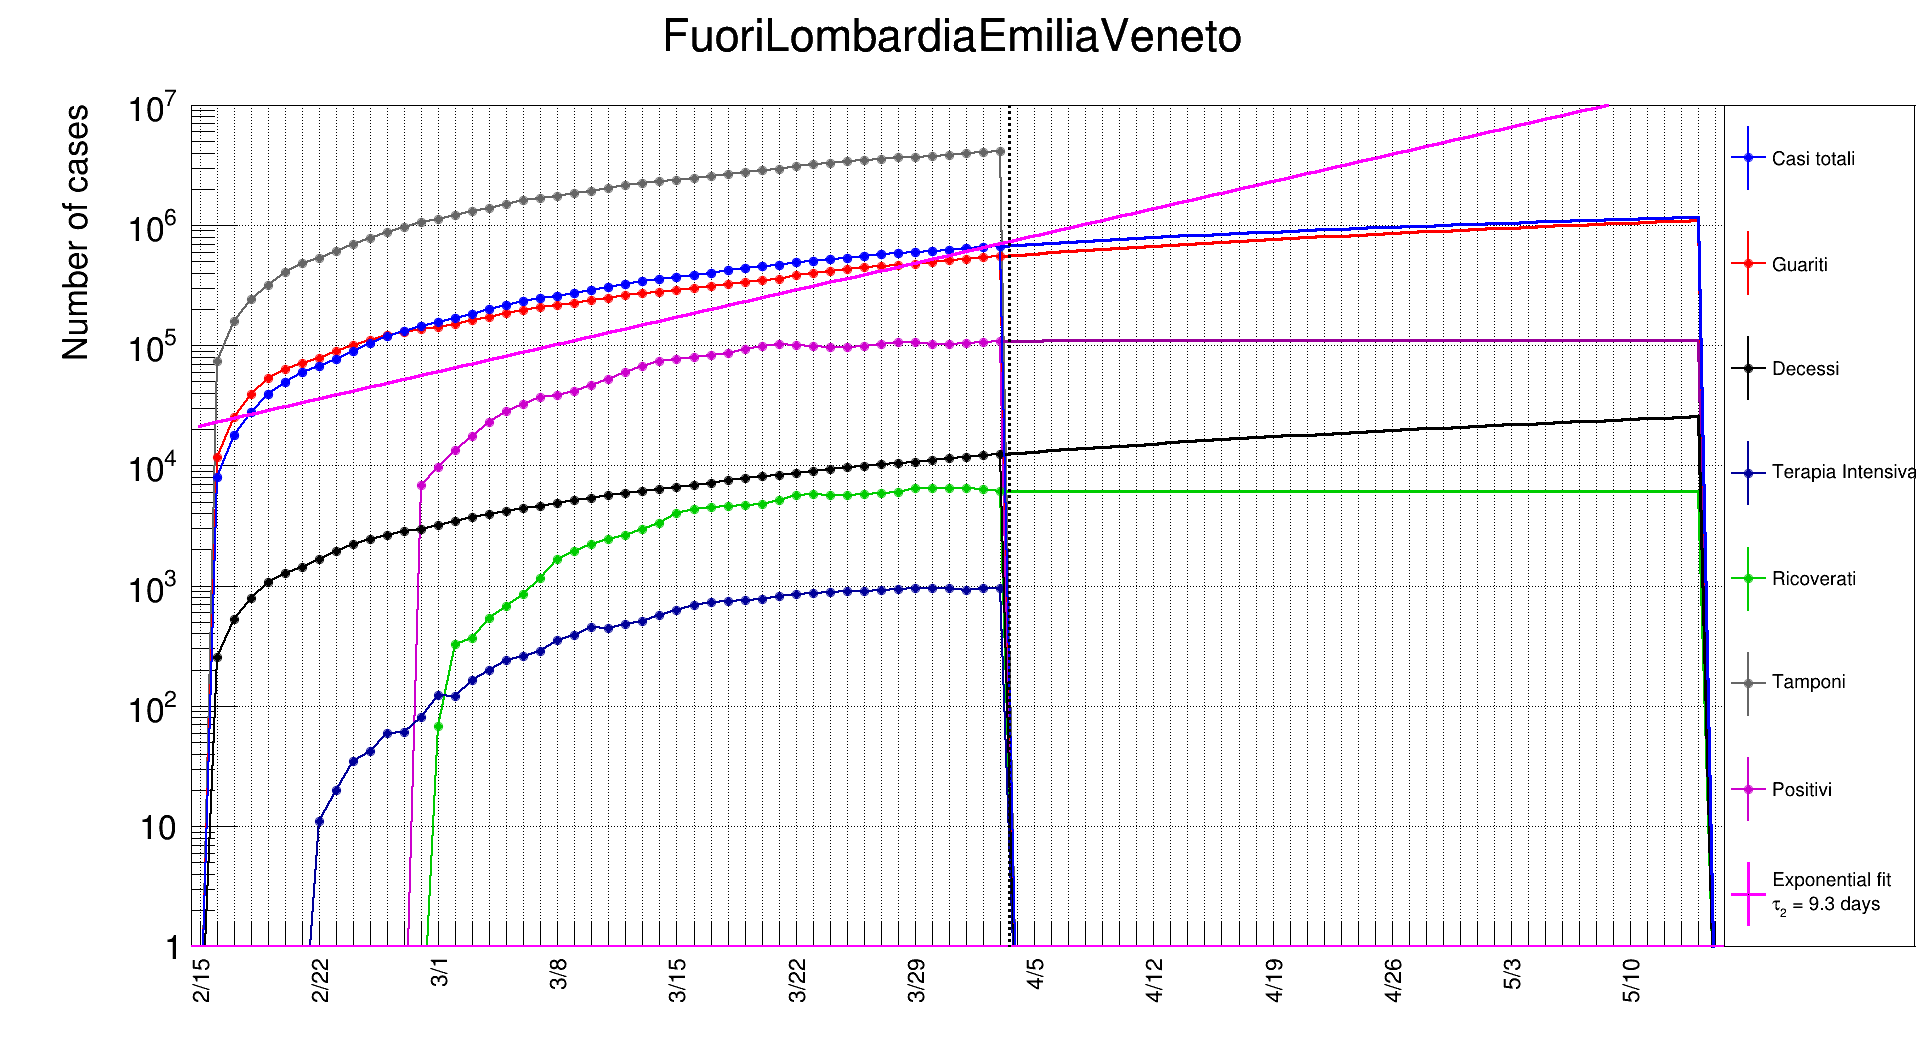 FuoriLombardiaEmiliaVeneto
Number of cases
10^7
10^6
10^5
10^4
10^3
10^2
10
1
2/15
2/22
3/1
3/8
3/15
3/22
3/29
4/5
4/12
4/19
4/26
5/3
5/10
Casi totali
Guariti
Decessi
Terapia Intensiva
Ricoverati
Tamponi
Positivi
Exponential fit
τ₂ = 9.3 days